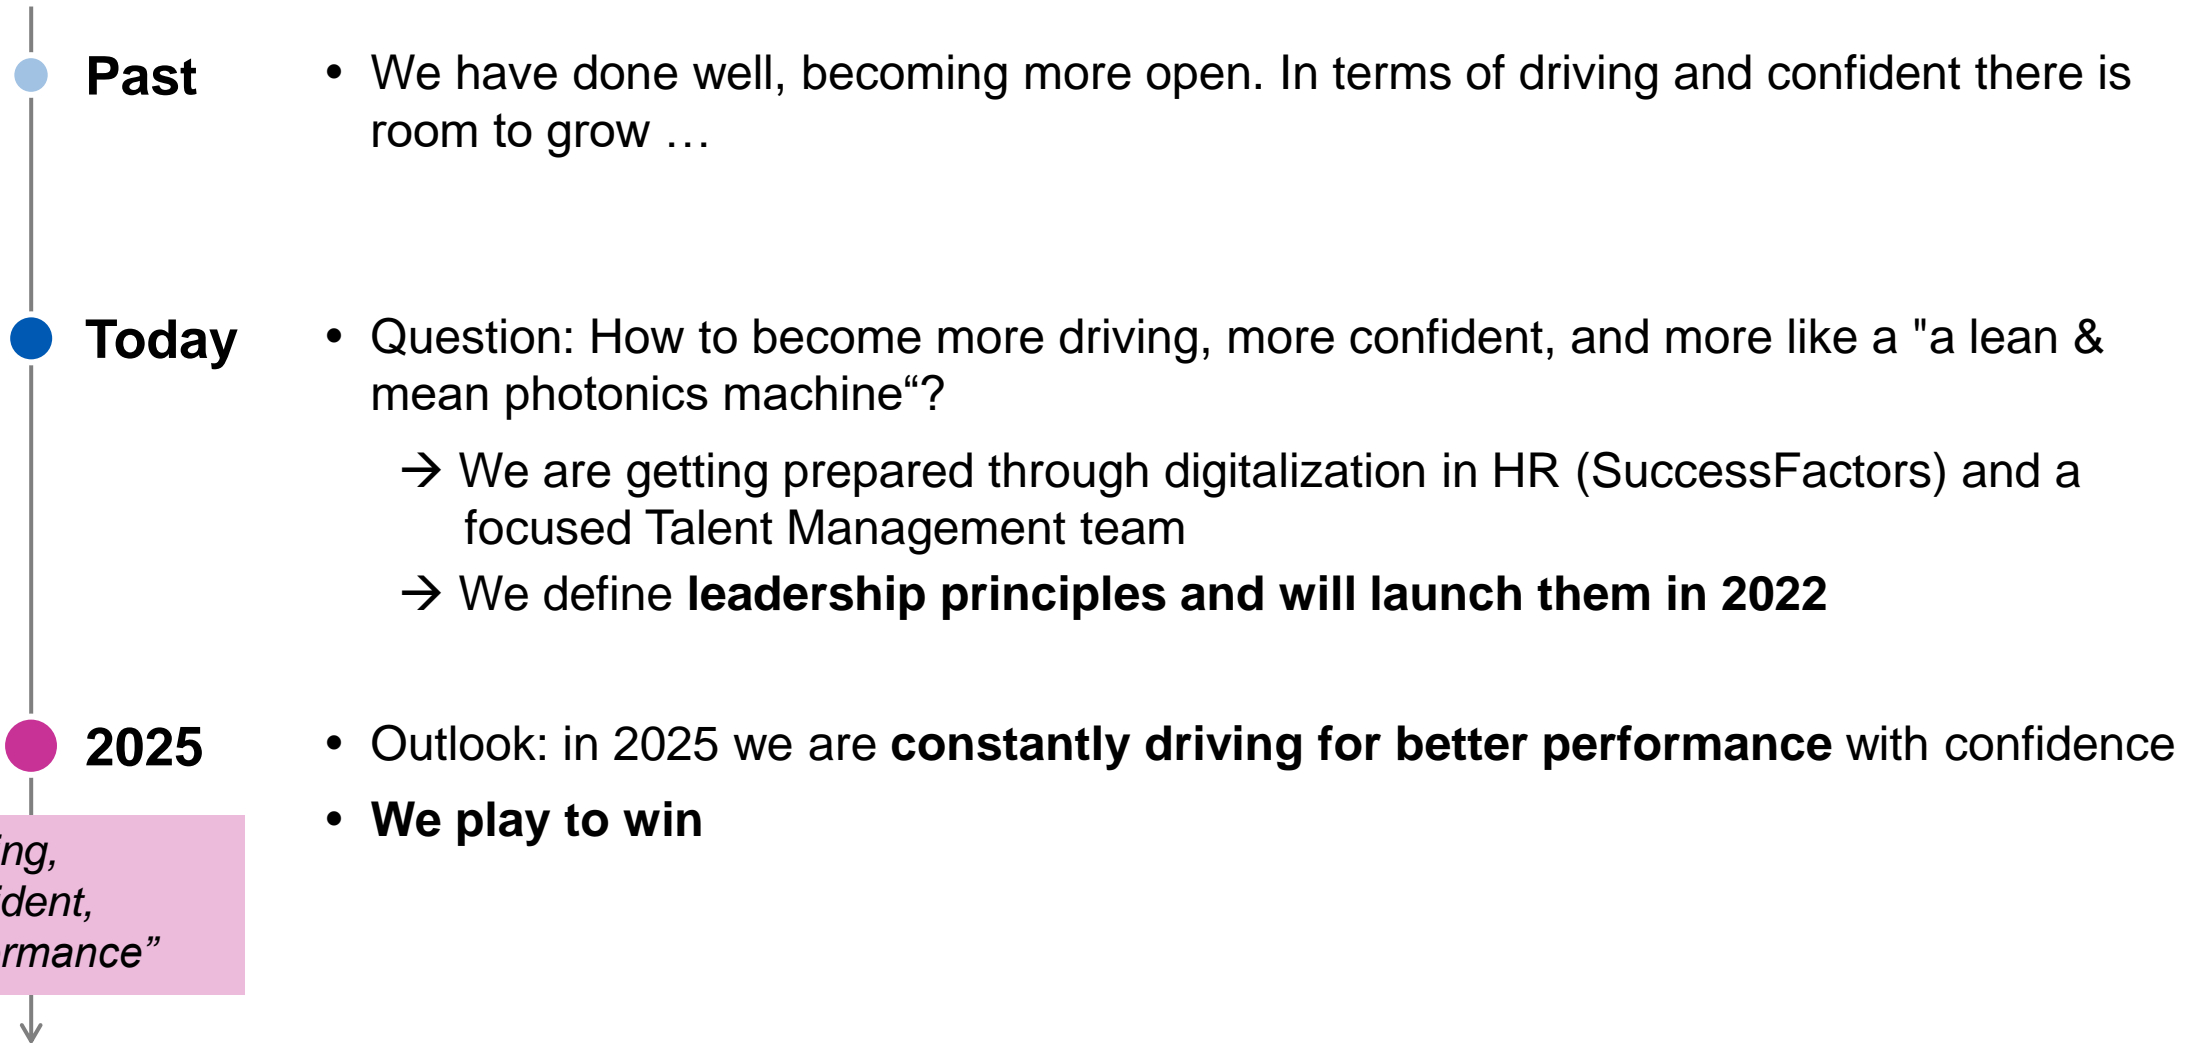 Past
• We have done well, becoming more open. In terms of driving and confident there is
room to grow …
Today
• Question: How to become more driving, more confident, and more like a "a lean &
mean photonics machine“?
→ We are getting prepared through digitalization in HR (SuccessFactors) and a
focused Talent Management team
→ We define leadership principles and will launch them in 2022
2025
• Outlook: in 2025 we are constantly driving for better performance with confidence
• We play to win